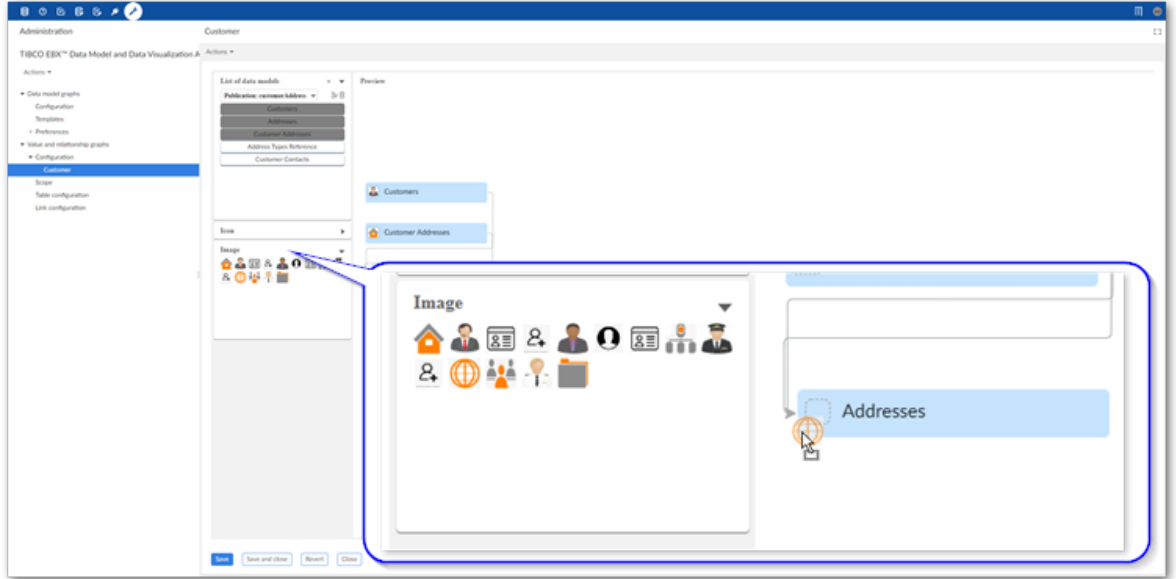 Administration
Customer
TIBCO EBX™ Data Model and Data Visualization A
Actions
Actions
Data model graphs
Configuration
Templates
Preferences
Value and relationship graphs
Configuration
Customer
Scope
Table configuration
Link configuration
List of data models
Publication: customerAddress
Customers
Addresses
Customer Addresses
Address Types Reference
Customer Contacts
Icon
Image
Preview
Customers
Customer Addresses
Image
Addresses
Save
Save and close
Revert
Close